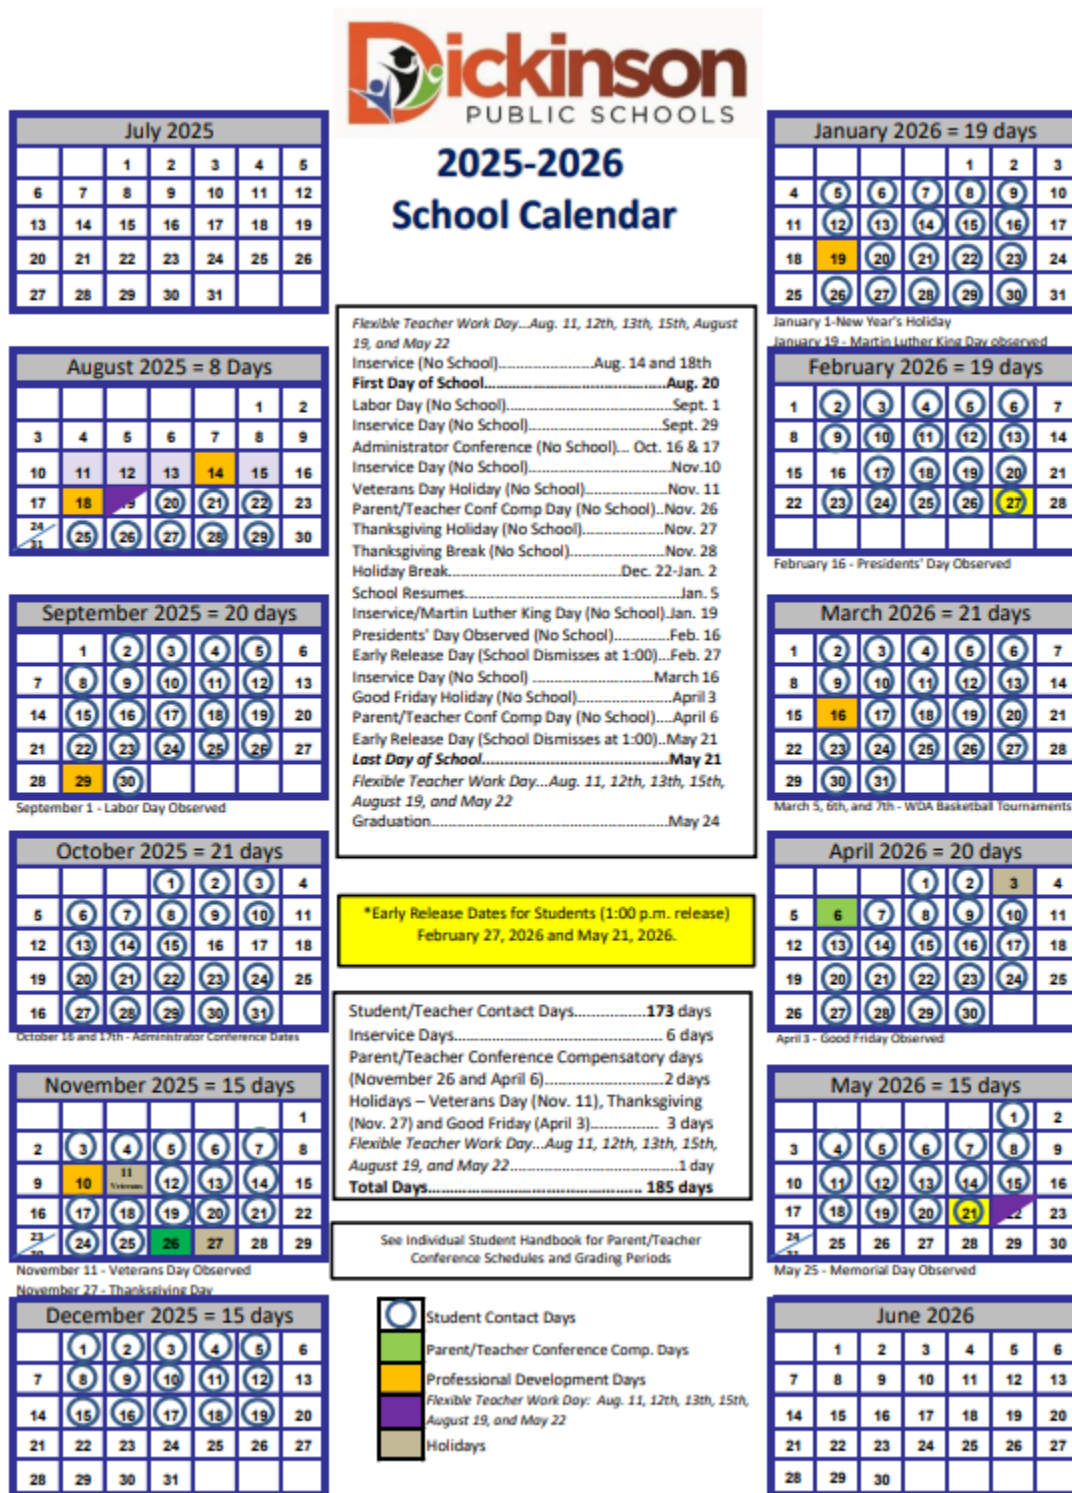 Dickinson
PUBLIC SCHOOLS
2025-2026
School Calendar
July 2025
1 2 3 4 5
6 7 8 9 10 11 12
13 14 15 16 17 18 19
20 21 22 23 24 25 26
27 28 29 30 31
August 2025 = 8 Days
1 2
3 4 5 6 7 8 9
10 11 12 13 14 15 16
17 18 19 20 21 22 23
24 25 26 27 28 29 30
31
September 2025 = 20 days
1 2 3 4 5 6
7 8 9 10 11 12 13
14 15 16 17 18 19 20
21 22 23 24 25 26 27
28 29 30
September 1 - Labor Day Observed
October 2025 = 21 days
1 2 3 4
5 6 7 8 9 10 11
12 13 14 15 16 17 18
19 20 21 22 23 24 25
16 27 28 29 30 31
October 16 and 17th - Administrator Conference Dates
November 2025 = 15 days
1
2 3 4 5 6 7 8
9 10 11 Veterans 12 13 14 15
16 17 18 19 20 21 22
23 24 25 26 27 28 29
30
November 11 - Veterans Day Observed
November 27 - Thanksgiving Day
December 2025 = 15 days
1 2 3 4 5 6
7 8 9 10 11 12 13
14 15 16 17 18 19 20
21 22 23 24 25 26 27
28 29 30 31
Flexible Teacher Work Day...Aug. 11, 12th, 13th, 15th, August
19, and May 22
Inservice (No School)........................Aug. 14 and 18th
First Day of School...............................................Aug. 20
Labor Day (No School)...........................................Sept. 1
Inservice Day (No School)...................................Sept. 29
Administrator Conference (No School)... Oct. 16 & 17
Inservice Day (No School)....................................Nov.10
Veterans Day Holiday (No School)......................Nov. 11
Parent/Teacher Conf Comp Day (No School)..Nov. 26
Thanksgiving Holiday (No School)......................Nov. 27
Thanksgiving Break (No School).........................Nov. 28
Holiday Break............................................Dec. 22-Jan. 2
School Resumes.......................................................Jan. 5
Inservice/Martin Luther King Day (No School).Jan. 19
Presidents' Day Observed (No School)..............Feb. 16
Early Release Day (School Dismisses at 1:00)...Feb. 27
Inservice Day (No School) ...............................March 16
Good Friday Holiday (No School)........................April 3
Parent/Teacher Conf Comp Day (No School)....April 6
Early Release Day (School Dismisses at 1:00)..May 21
Last Day of School................................................May 21
Flexible Teacher Work Day...Aug. 11, 12th, 13th, 15th,
August 19, and May 22
Graduation.............................................................May 24
*Early Release Dates for Students (1:00 p.m. release)
February 27, 2026 and May 21, 2026.
Student/Teacher Contact Days..................173 days
Inservice Days..................................................... 6 days
Parent/Teacher Conference Compensatory days
(November 26 and April 6)..............................2 days
Holidays – Veterans Day (Nov. 11), Thanksgiving
(Nov. 27) and Good Friday (April 3)................. 3 days
Flexible Teacher Work Day...Aug 11, 12th, 13th, 15th,
August 19, and May 22...........................................1 day
Total Days...................................................... 185 days
See Individual Student Handbook for Parent/Teacher
Conference Schedules and Grading Periods
Student Contact Days
Parent/Teacher Conference Comp. Days
Professional Development Days
Flexible Teacher Work Day: Aug. 11, 12th, 13th, 15th,
August 19, and May 22
Holidays
January 2026 = 19 days
1 2 3
4 5 6 7 8 9 10
11 12 13 14 15 16 17
18 19 20 21 22 23 24
25 26 27 28 29 30 31
January 1-New Year's Holiday
January 19 - Martin Luther King Day observed
February 2026 = 19 days
1 2 3 4 5 6 7
8 9 10 11 12 13 14
15 16 17 18 19 20 21
22 23 24 25 26 27 28
February 16 - Presidents' Day Observed
March 2026 = 21 days
1 2 3 4 5 6 7
8 9 10 11 12 13 14
15 16 17 18 19 20 21
22 23 24 25 26 27 28
29 30 31
March 5, 6th, and 7th - WDA Basketball Tournaments
April 2026 = 20 days
1 2 3 4
5 6 7 8 9 10 11
12 13 14 15 16 17 18
19 20 21 22 23 24 25
26 27 28 29 30
April 3 - Good Friday Observed
May 2026 = 15 days
1 2
3 4 5 6 7 8 9
10 11 12 13 14 15 16
17 18 19 20 21 22 23
24 25 26 27 28 29 30
31
May 25 - Memorial Day Observed
June 2026
1 2 3 4 5 6
7 8 9 10 11 12 13
14 15 16 17 18 19 20
21 22 23 24 25 26 27
28 29 30